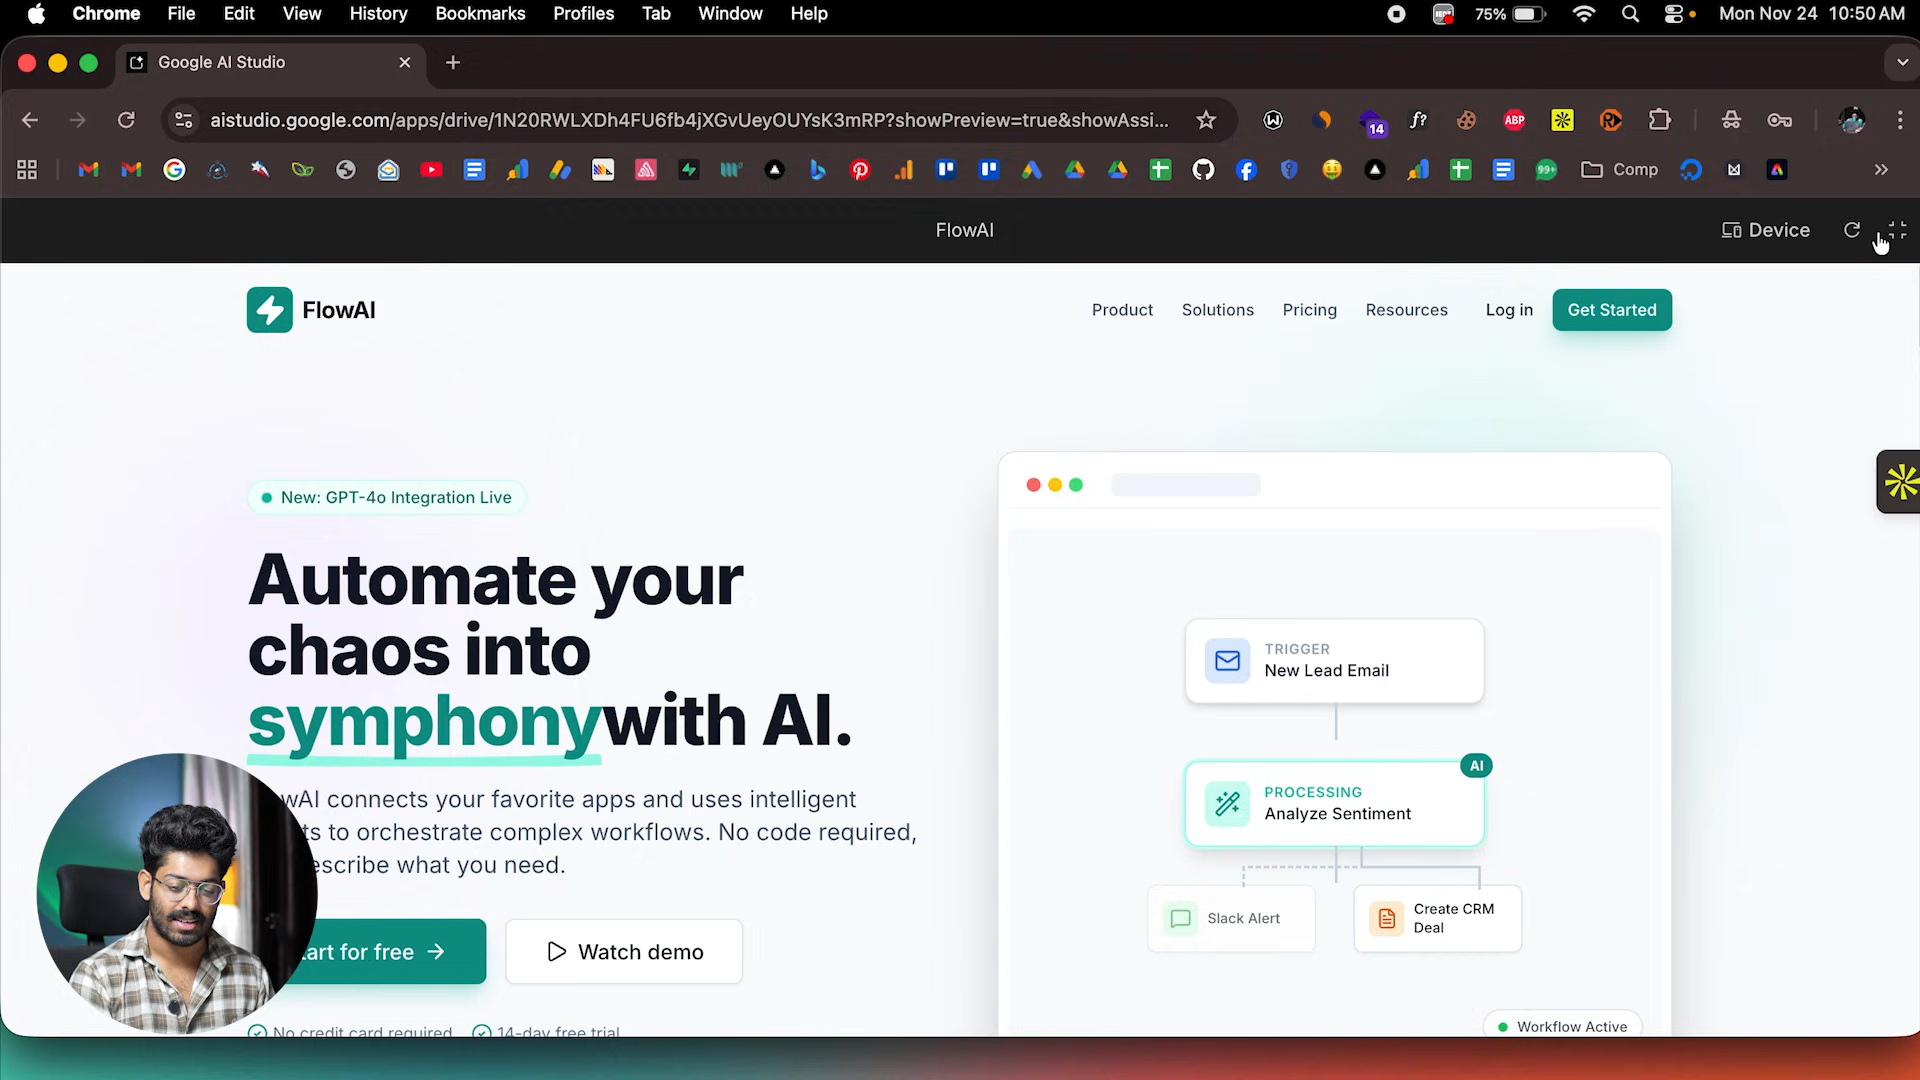 Chrome File Edit View History Bookmarks Profiles Tab Window Help 75% Mon Nov 24 10:50 AM
Google AI Studio
aistudio.google.com/apps/drive/1N20RWLXDh4FU6fb4jXGvUeyOUYsK3mRP?showPreview=true&showAssi...
14
f?
ABP
99+
Comp
FlowAI
Device
FlowAI
Product Solutions Pricing Resources Log in Get Started
New: GPT-4o Integration Live
Automate your
chaos into
symphonywith AI.
wAI connects your favorite apps and uses intelligent
ts to orchestrate complex workflows. No code required,
escribe what you need.
art for free
Watch demo
No credit card required
14-day free trial
TRIGGER
New Lead Email
AI
PROCESSING
Analyze Sentiment
Slack Alert
Create CRM
Deal
Workflow Active